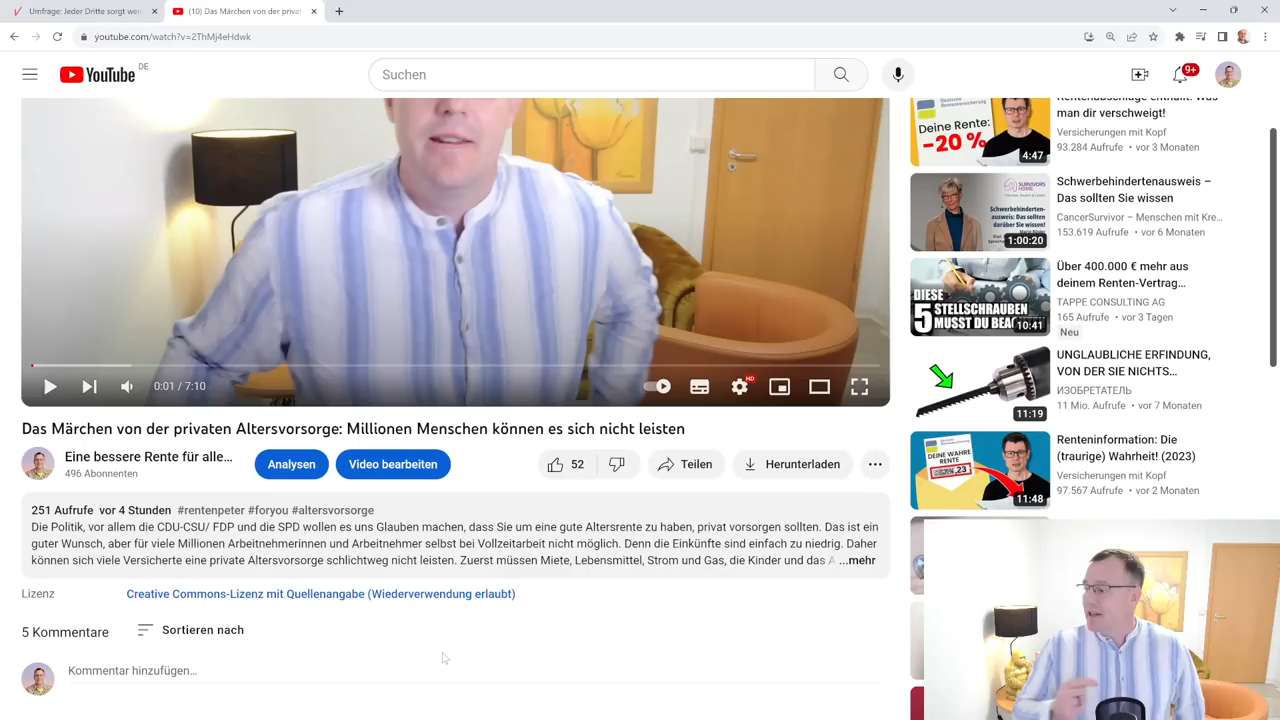 Umfrage: Jeder Dritte sorgt wen
(10) Das Märchen von der privat
youtube.com/watch?v=2ThMj4eHdwk
YouTube DE
Suchen
9+
0:01 / 7:10
HD
Das Märchen von der privaten Altersvorsorge: Millionen Menschen können es sich nicht leisten
Eine bessere Rente für alle…
496 Abonnenten
Analysen
Video bearbeiten
52
Teilen
Herunterladen
251 Aufrufe vor 4 Stunden #rentenpeter #foryou #altersvorsorge
Die Politik, vor allem die CDU-CSU/ FDP und die SPD wollen es uns Glauben machen, dass Sie um eine gute Altersrente zu haben, privat vorsorgen sollten. Das ist ein
guter Wunsch, aber für viele Millionen Arbeitnehmerinnen und Arbeitnehmer selbst bei Vollzeitarbeit nicht möglich. Denn die Einkünfte sind einfach zu niedrig. Daher
können sich viele Versicherte eine private Altersvorsorge schlichtweg nicht leisten. Zuerst müssen Miete, Lebensmittel, Strom und Gas, die Kinder und das A ...mehr
Lizenz
Creative Commons-Lizenz mit Quellenangabe (Wiederverwendung erlaubt)
5 Kommentare
Sortieren nach
Kommentar hinzufügen…
Deutsche
Rentenversicherung
Deine Rente:
-20 %
4:47
Rentenabschläge enthält: Was
man dir verschweigt!
Versicherungen mit Kopf
93.284 Aufrufe • vor 3 Monaten
SURVIVORS
HOME
Schwerbehinderten-
ausweis: Das sollten
darüber Sie wissen!
1:00:20
Schwerbehindertenausweis –
Das sollten Sie wissen
CancerSurvivor – Menschen mit Kre…
153.619 Aufrufe • vor 6 Monaten
DIESE
5 STELLSCHRAUBEN
MUSST DU BEA
10:41
Über 400.000 € mehr aus
deinem Renten-Vertrag…
TAPPE CONSULTING AG
165 Aufrufe • vor 3 Tagen
Neu
11:19
UNGLAUBLICHE ERFINDUNG,
VON DER SIE NICHTS…
ИЗОБРЕТАТЕЛЬ
11 Mio. Aufrufe • vor 7 Monaten
DEINE WAHRE
RENTE
11:48
Renteninformation: Die
(traurige) Wahrheit! (2023)
Versicherungen mit Kopf
97.567 Aufrufe • vor 2 Monaten